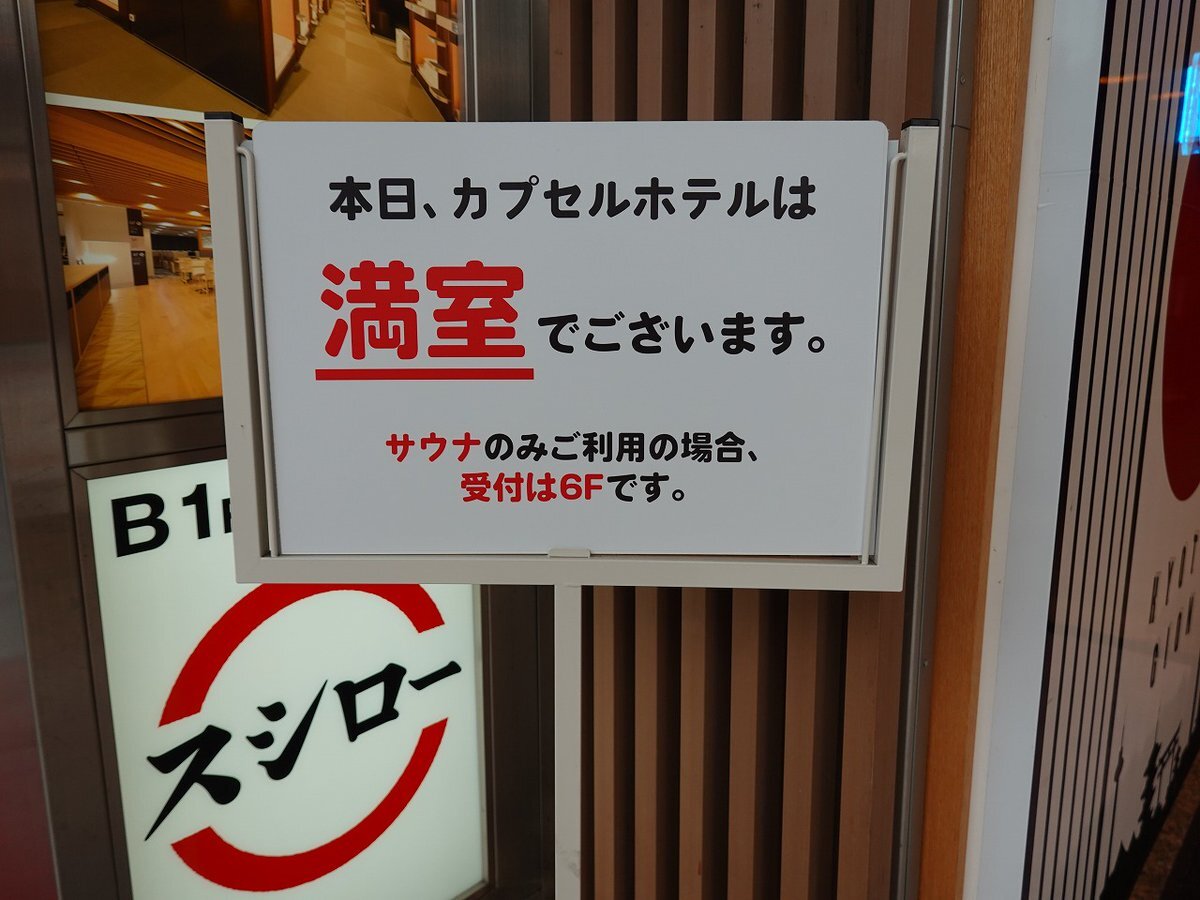 本日、カプセルホテルは
満室でございます。
サウナのみご利用の場合、
受付は6Fです。
B1
スシロー